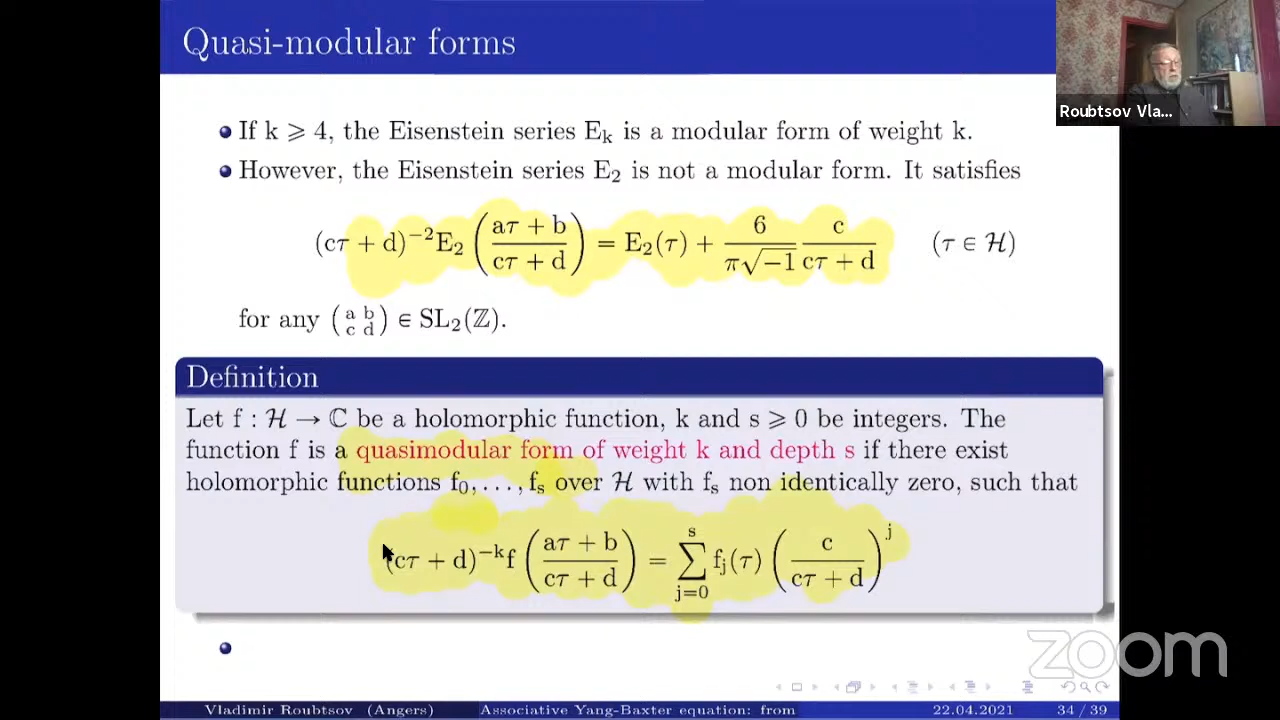 Quasi-modular forms
Roubtsov Vla...
If k ⩾ 4, the Eisenstein series E_k is a modular form of weight k.
However, the Eisenstein series E_2 is not a modular form. It satisfies
(cτ + d)^{-2} E_2 ((aτ + b)/(cτ + d)) = E_2(τ) + (6/(π√−1)) (c/(cτ + d)) (τ ∈ ℋ)
for any (a b; c d) ∈ SL_2(ℤ).
Definition
Let f : ℋ → ℂ be a holomorphic function, k and s ⩾ 0 be integers. The
function f is a quasimodular form of weight k and depth s if there exist
holomorphic functions f_0, . . . , f_s over ℋ with f_s non identically zero, such that
(cτ + d)^{-k} f ((aτ + b)/(cτ + d)) = ∑_{j=0}^{s} f_j(τ) (c/(cτ + d))^j
zoom
Vladimir Roubtsov (Angers) Associative Yang-Baxter equation: from 22.04.2021 34 / 39